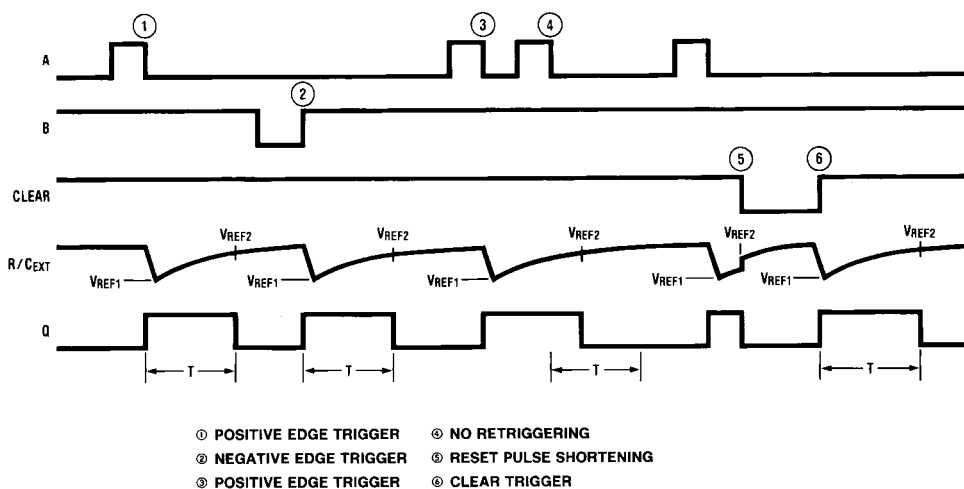 ① ③ ④
A
②
B
⑤ ⑥
CLEAR
VREF2 VREF2 VREF2 VREF2 VREF2
R/CEXT
VREF1 VREF1 VREF1 VREF1 VREF1
Q
T T T T
① POSITIVE EDGE TRIGGER ④ NO RETRIGGERING
② NEGATIVE EDGE TRIGGER ⑤ RESET PULSE SHORTENING
③ POSITIVE EDGE TRIGGER ⑥ CLEAR TRIGGER